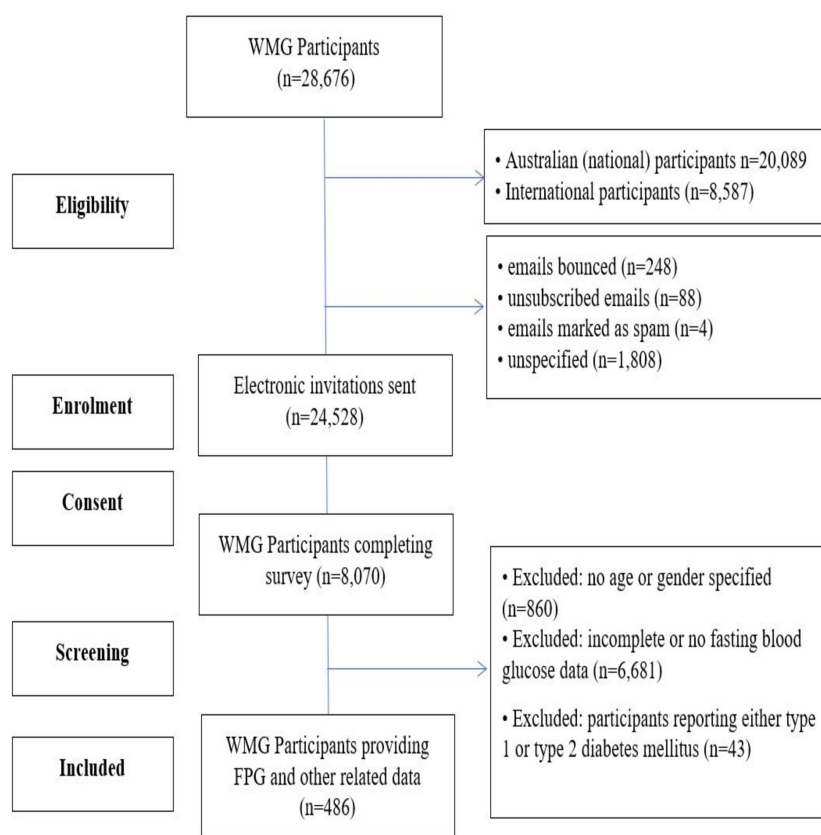 WMG Participants
(n=28,676)
• Australian (national) participants n=20,089
• International participants (n=8,587)
Eligibility
• emails bounced (n=248)
• unsubscribed emails (n=88)
• emails marked as spam (n=4)
• unspecified (n=1,808)
Enrolment
Electronic invitations sent
(n=24,528)
Consent
WMG Participants completing
survey (n=8,070)
• Excluded: no age or gender specified
(n=860)
• Excluded: incomplete or no fasting blood
glucose data (n=6,681)
• Excluded: participants reporting either type
1 or type 2 diabetes mellitus (n=43)
Screening
Included
WMG Participants providing
FPG and other related data
(n=486)